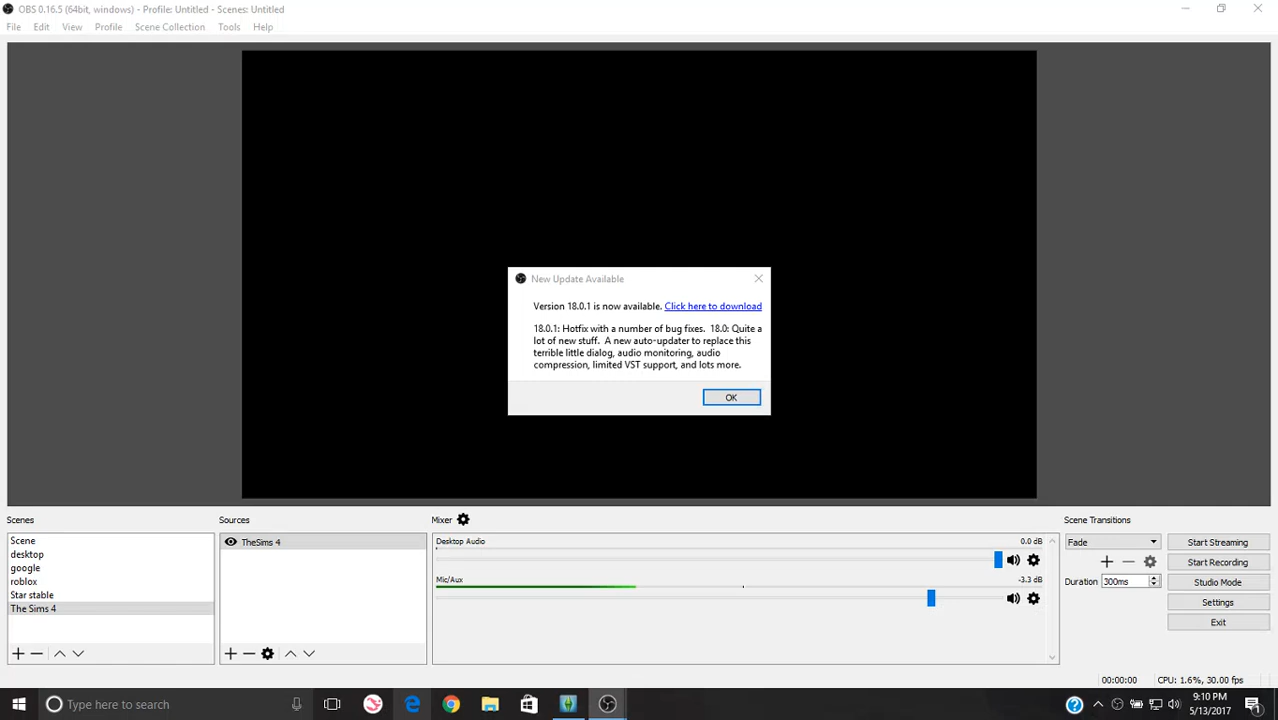 OBS 0.16.5 (64bit, windows) - Profile: Untitled - Scenes: Untitled
File Edit View Profile Scene Collection Tools Help
New Update Available
Version 18.0.1 is now available. Click here to download
18.0.1: Hotfix with a number of bug fixes. 18.0: Quite a
lot of new stuff. A new auto-updater to replace this
terrible little dialog, audio monitoring, audio
compression, limited VST support, and lots more.
OK
Scenes
Scene
desktop
google
roblox
Star stable
The Sims 4
Sources
TheSims 4
Mixer
Desktop Audio 0.0 dB
Mic/Aux -3.3 dB
Scene Transitions
Fade
Duration 300ms
Start Streaming
Start Recording
Studio Mode
Settings
Exit
00:00:00 CPU: 1.6%, 30.00 fps
Type here to search
9:10 PM
5/13/2017
1